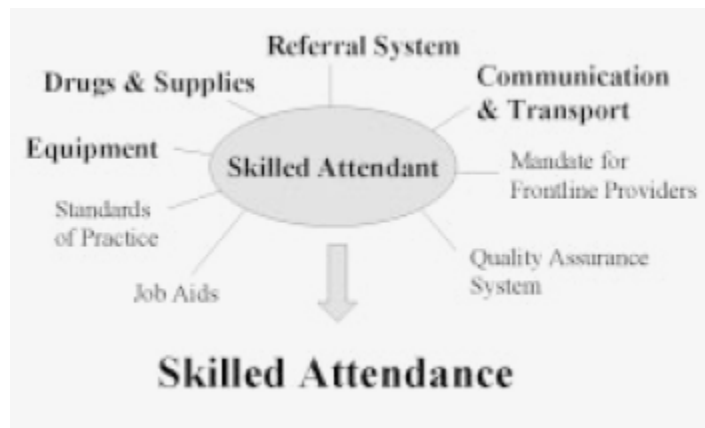 Referral System
Drugs & Supplies
Communication
& Transport
Equipment
Skilled Attendant
Mandate for
Frontline Providers
Standards
of Practice
Quality Assurance
System
Job Aids
Skilled Attendance